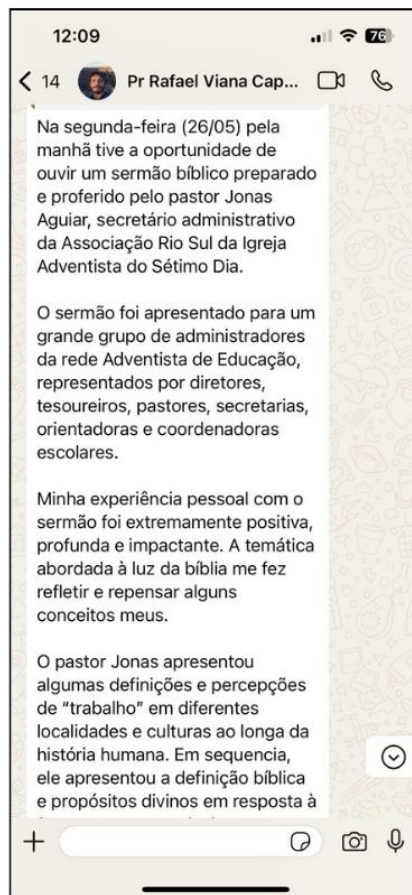 12:09
76
14
Pr Rafael Viana Cap...
Na segunda-feira (26/05) pela
manhã tive a oportunidade de
ouvir um sermão bíblico preparado
e proferido pelo pastor Jonas
Aguiar, secretário administrativo
da Associação Rio Sul da Igreja
Adventista do Sétimo Dia.
O sermão foi apresentado para um
grande grupo de administradores
da rede Adventista de Educação,
representados por diretores,
tesoureiros, pastores, secretarias,
orientadoras e coordenadoras
escolares.
Minha experiência pessoal com o
sermão foi extremamente positiva,
profunda e impactante. A temática
abordada à luz da bíblia me fez
refletir e repensar alguns
conceitos meus.
O pastor Jonas apresentou
algumas definições e percepções
de “trabalho” em diferentes
localidades e culturas ao longa da
história humana. Em sequencia,
ele apresentou a definição bíblica
e propósitos divinos em resposta à